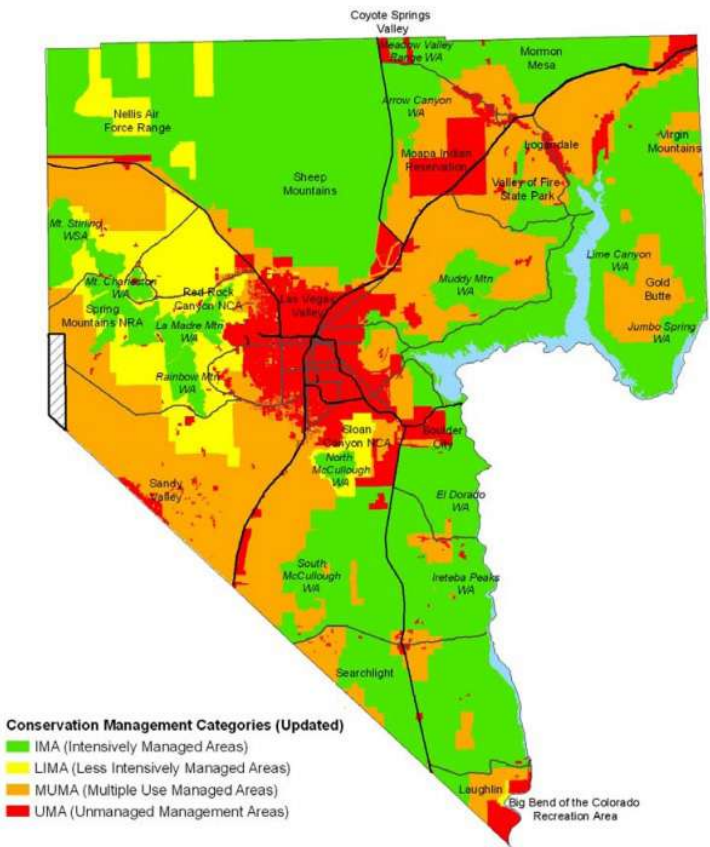 Coyote Springs
Valley
Meadow Valley
Range WA
Mormon
Mesa
Nellis Air
Force Range
Arrow Canyon
WA
Moapa Indian
Reservation
Logandale
Virgin
Mountains
Sheep
Mountains
Valley of Fire
State Park
Mt. Stirling
WSA
Lime Canyon
WA
Mt. Charleston
WA
Red Rock
Canyon NCA
Las Vegas
Valley
Muddy Mtn
WA
Gold
Butte
Spring
Mountains NRA
La Madre Mtn
WA
Jumbo Spring
WA
Rainbow Mtn
WA
Sloan
Canyon NCA
Boulder
City
North
McCullough
WA
Sandy
Valley
El Dorado
WA
South
McCullough
WA
Ireteba Peaks
WA
Searchlight
Conservation Management Categories (Updated)
IMA (Intensively Managed Areas)
LIMA (Less Intensively Managed Areas)
MUMA (Multiple Use Managed Areas)
UMA (Unmanaged Management Areas)
Laughlin
Big Bend of the Colorado
Recreation Area